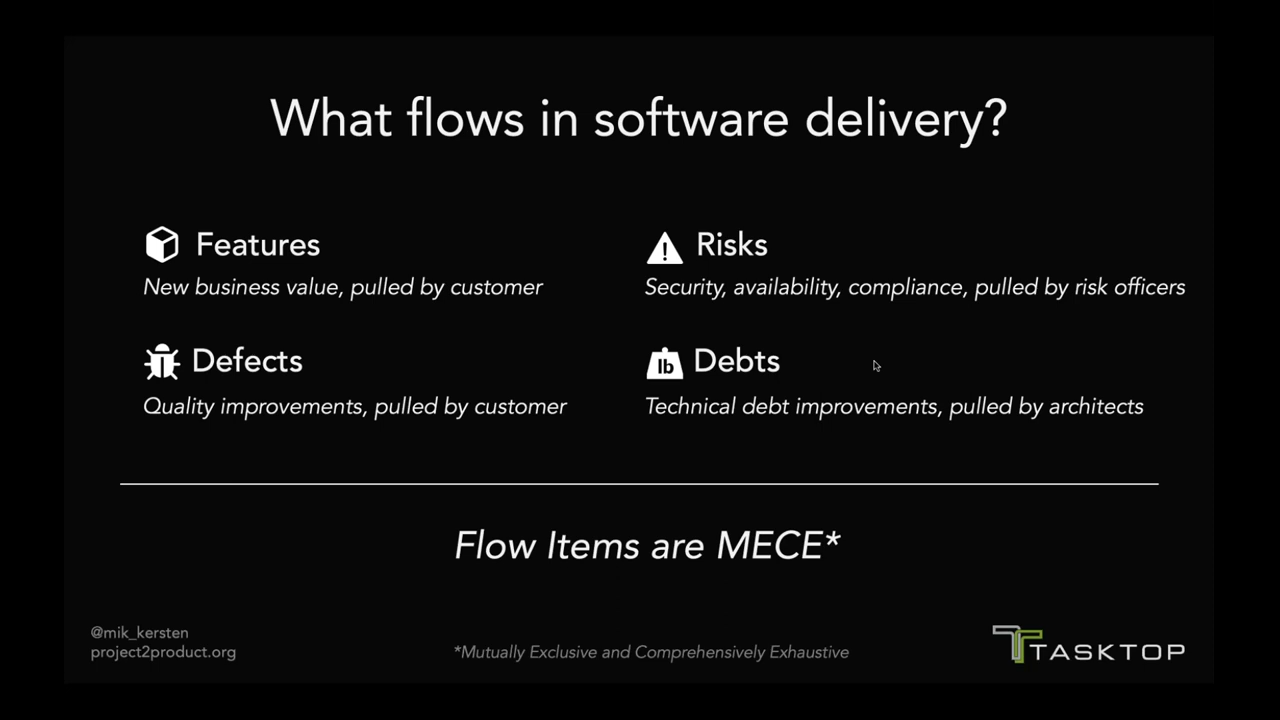 What flows in software delivery?
Features
New business value, pulled by customer
Risks
Security, availability, compliance, pulled by risk officers
Defects
Quality improvements, pulled by customer
lb
Debts
Technical debt improvements, pulled by architects
Flow Items are MECE*
@mik_kersten
project2product.org
*Mutually Exclusive and Comprehensively Exhaustive
TASKTOP